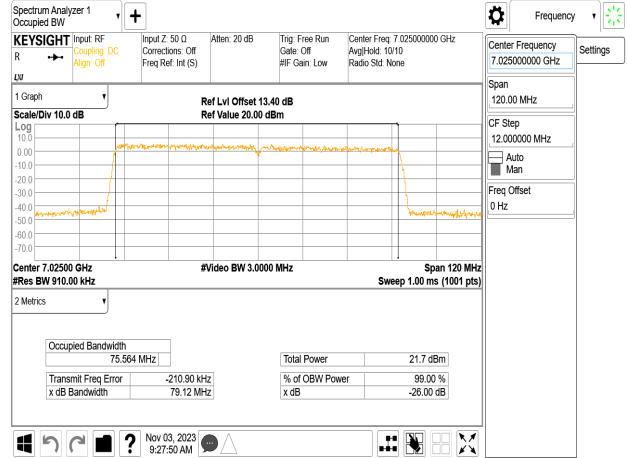 Spectrum Analyzer 1
Occupied BW
Frequency
KEYSIGHT
R
Input: RF
Coupling: DC
Align: Off
Input Z: 50 Ω
Corrections: Off
Freq Ref: Int (S)
Atten: 20 dB
Trig: Free Run
Gate: Off
#IF Gain: Low
Center Freq: 7.025000000 GHz
Avg|Hold: 10/10
Radio Std: None
Center Frequency
7.025000000 GHz
Settings
Span
120.00 MHz
CF Step
12.000000 MHz
Auto
Man
Freq Offset
0 Hz
1 Graph
Scale/Div 10.0 dB
Ref Lvl Offset 13.40 dB
Ref Value 20.00 dBm
Log
10.0
0.00
-10.0
-20.0
-30.0
-40.0
-50.0
-60.0
-70.0
Center 7.02500 GHz
#Res BW 910.00 kHz
#Video BW 3.0000 MHz
Span 120 MHz
Sweep 1.00 ms (1001 pts)
2 Metrics
Occupied Bandwidth
75.564 MHz
Transmit Freq Error -210.90 kHz
x dB Bandwidth 79.12 MHz
Total Power 21.7 dBm
% of OBW Power 99.00 %
x dB -26.00 dB
?
Nov 03, 2023
9:27:50 AM